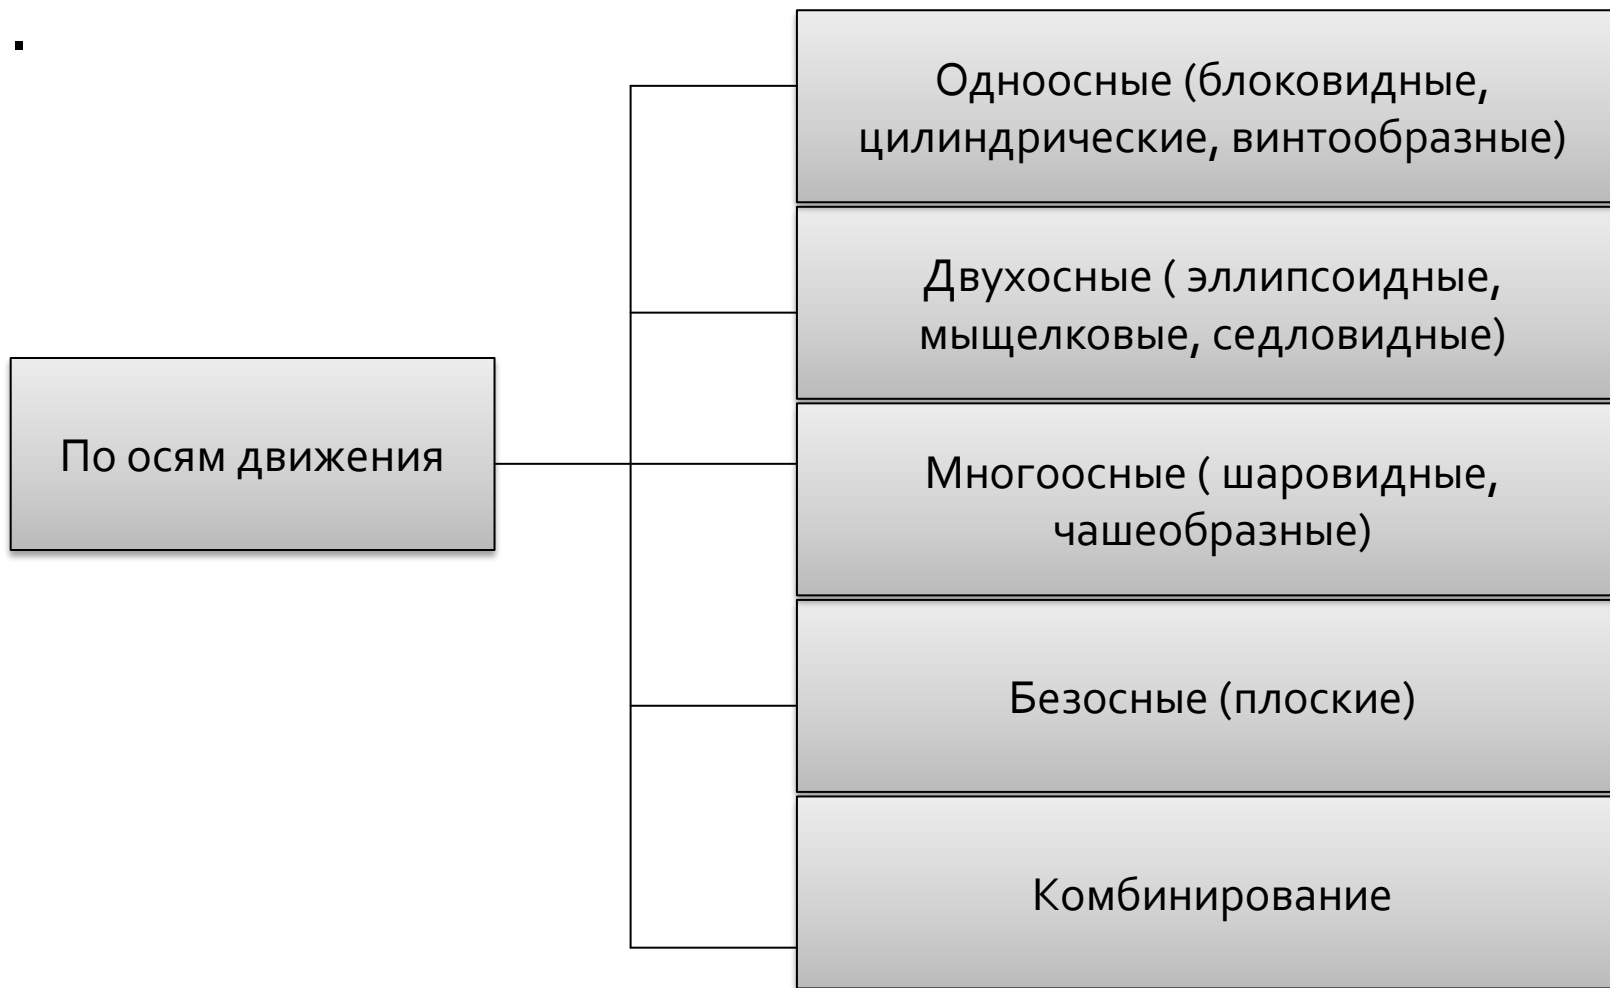 Одноосные (блоковидные,
цилиндрические, винтообразные)
Двухосные ( эллипсоидные,
мыщелковые, седловидные)
По осям движения
Многоосные ( шаровидные,
чашеобразные)
Безосные (плоские)
Комбинирование